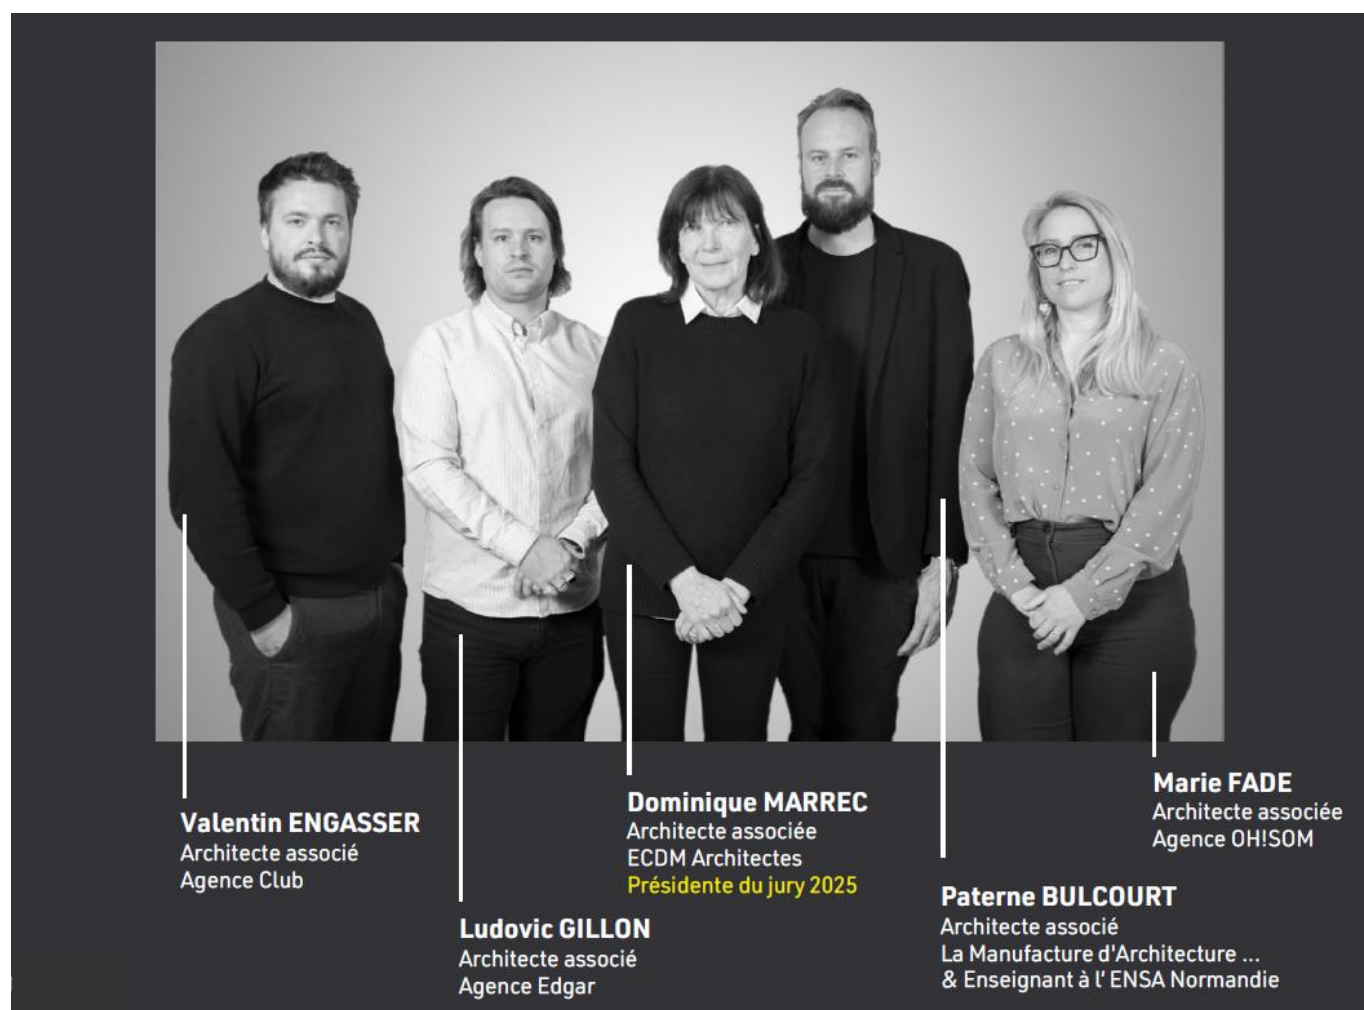 Valentin ENGASSER
Architecte associé
Agence Club
Ludovic GILLON
Architecte associé
Agence Edgar
Dominique MARREC
Architecte associée
ECDM Architectes
Présidente du jury 2025
Paterne BULCOURT
Architecte associé
La Manufacture d'Architecture ...
& Enseignant à l' ENSA Normandie
Marie FADE
Architecte associée
Agence OH!SOM